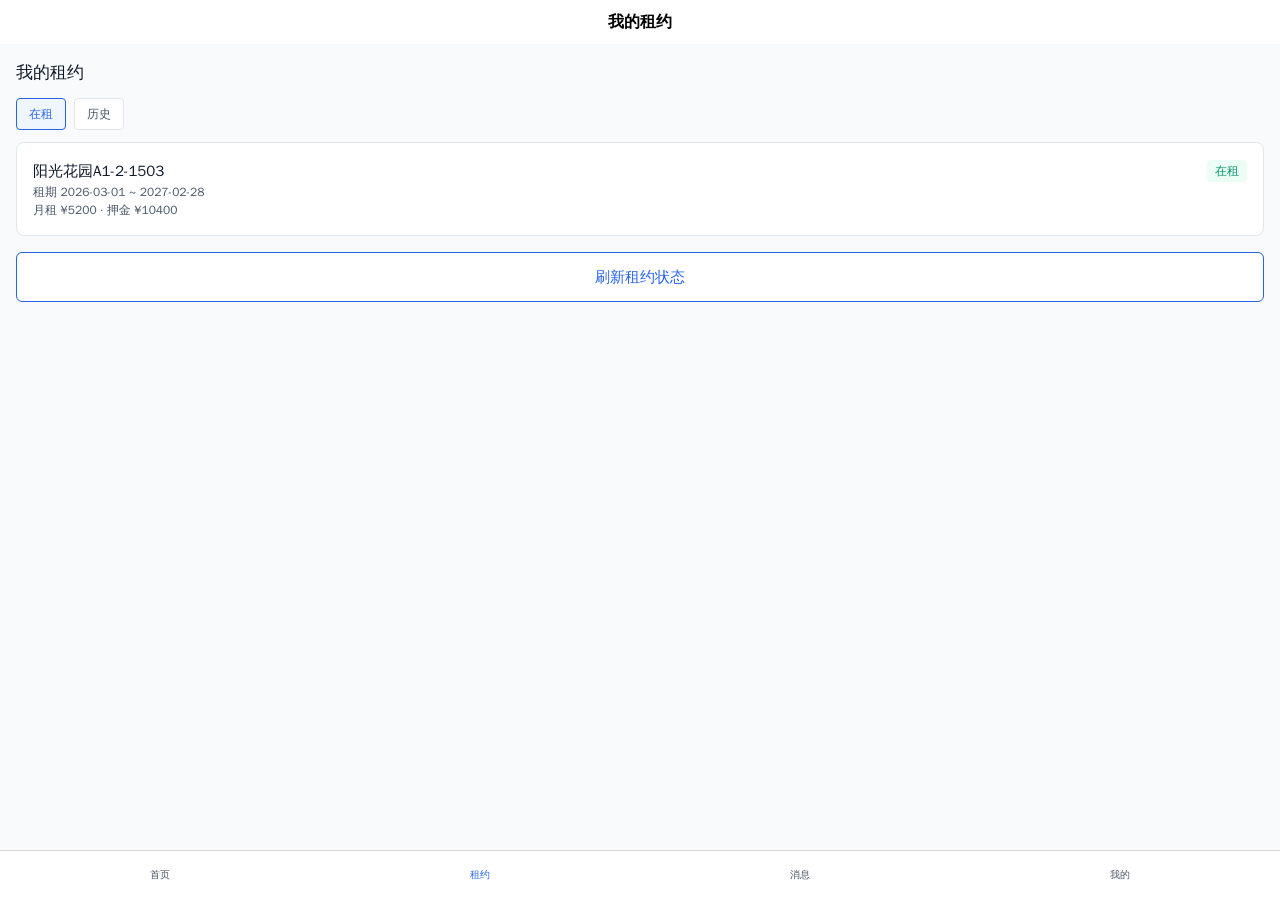 我的租约
我的租约
在租 历史
阳光花园A1-2-1503 在租
租期 2026-03-01 ~ 2027-02-28
月租 ¥5200 · 押金 ¥10400
刷新租约状态
首页 租约 消息 我的